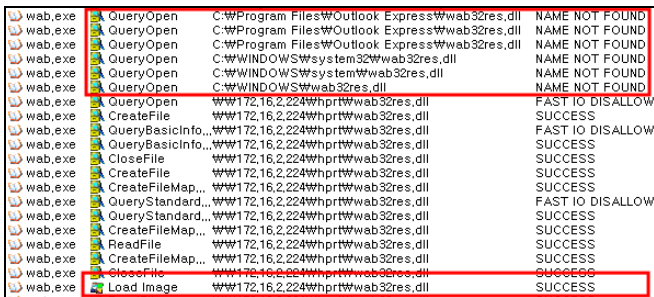 wab.exe QueryOpen C:₩Program Files₩Outlook Express₩wab32res.dll NAME NOT FOUND
wab.exe QueryOpen C:₩Program Files₩Outlook Express₩wab32res.dll NAME NOT FOUND
wab.exe QueryOpen C:₩Program Files₩Outlook Express₩wab32res.dll NAME NOT FOUND
wab.exe QueryOpen C:₩WINDOWS₩system32₩wab32res.dll NAME NOT FOUND
wab.exe QueryOpen C:₩WINDOWS₩system₩wab32res.dll NAME NOT FOUND
wab.exe QueryOpen C:₩WINDOWS₩wab32res.dll NAME NOT FOUND
wab.exe QueryOpen ₩₩172.16.2.224₩hprt₩wab32res.dll FAST IO DISALLOW
wab.exe CreateFile ₩₩172.16.2.224₩hprt₩wab32res.dll SUCCESS
wab.exe QueryBasicInfo... ₩₩172.16.2.224₩hprt₩wab32res.dll FAST IO DISALLOW
wab.exe QueryBasicInfo... ₩₩172.16.2.224₩hprt₩wab32res.dll SUCCESS
wab.exe CloseFile ₩₩172.16.2.224₩hprt₩wab32res.dll SUCCESS
wab.exe CreateFile ₩₩172.16.2.224₩hprt₩wab32res.dll SUCCESS
wab.exe CreateFileMap... ₩₩172.16.2.224₩hprt₩wab32res.dll SUCCESS
wab.exe QueryStandard... ₩₩172.16.2.224₩hprt₩wab32res.dll FAST IO DISALLOW
wab.exe QueryStandard... ₩₩172.16.2.224₩hprt₩wab32res.dll SUCCESS
wab.exe CreateFileMap... ₩₩172.16.2.224₩hprt₩wab32res.dll SUCCESS
wab.exe ReadFile ₩₩172.16.2.224₩hprt₩wab32res.dll SUCCESS
wab.exe CreateFileMap... ₩₩172.16.2.224₩hprt₩wab32res.dll SUCCESS
wab.exe CloseFile ₩₩172.16.2.224₩hprt₩wab32res.dll SUCCESS
wab.exe Load Image ₩₩172.16.2.224₩hprt₩wab32res.dll SUCCESS